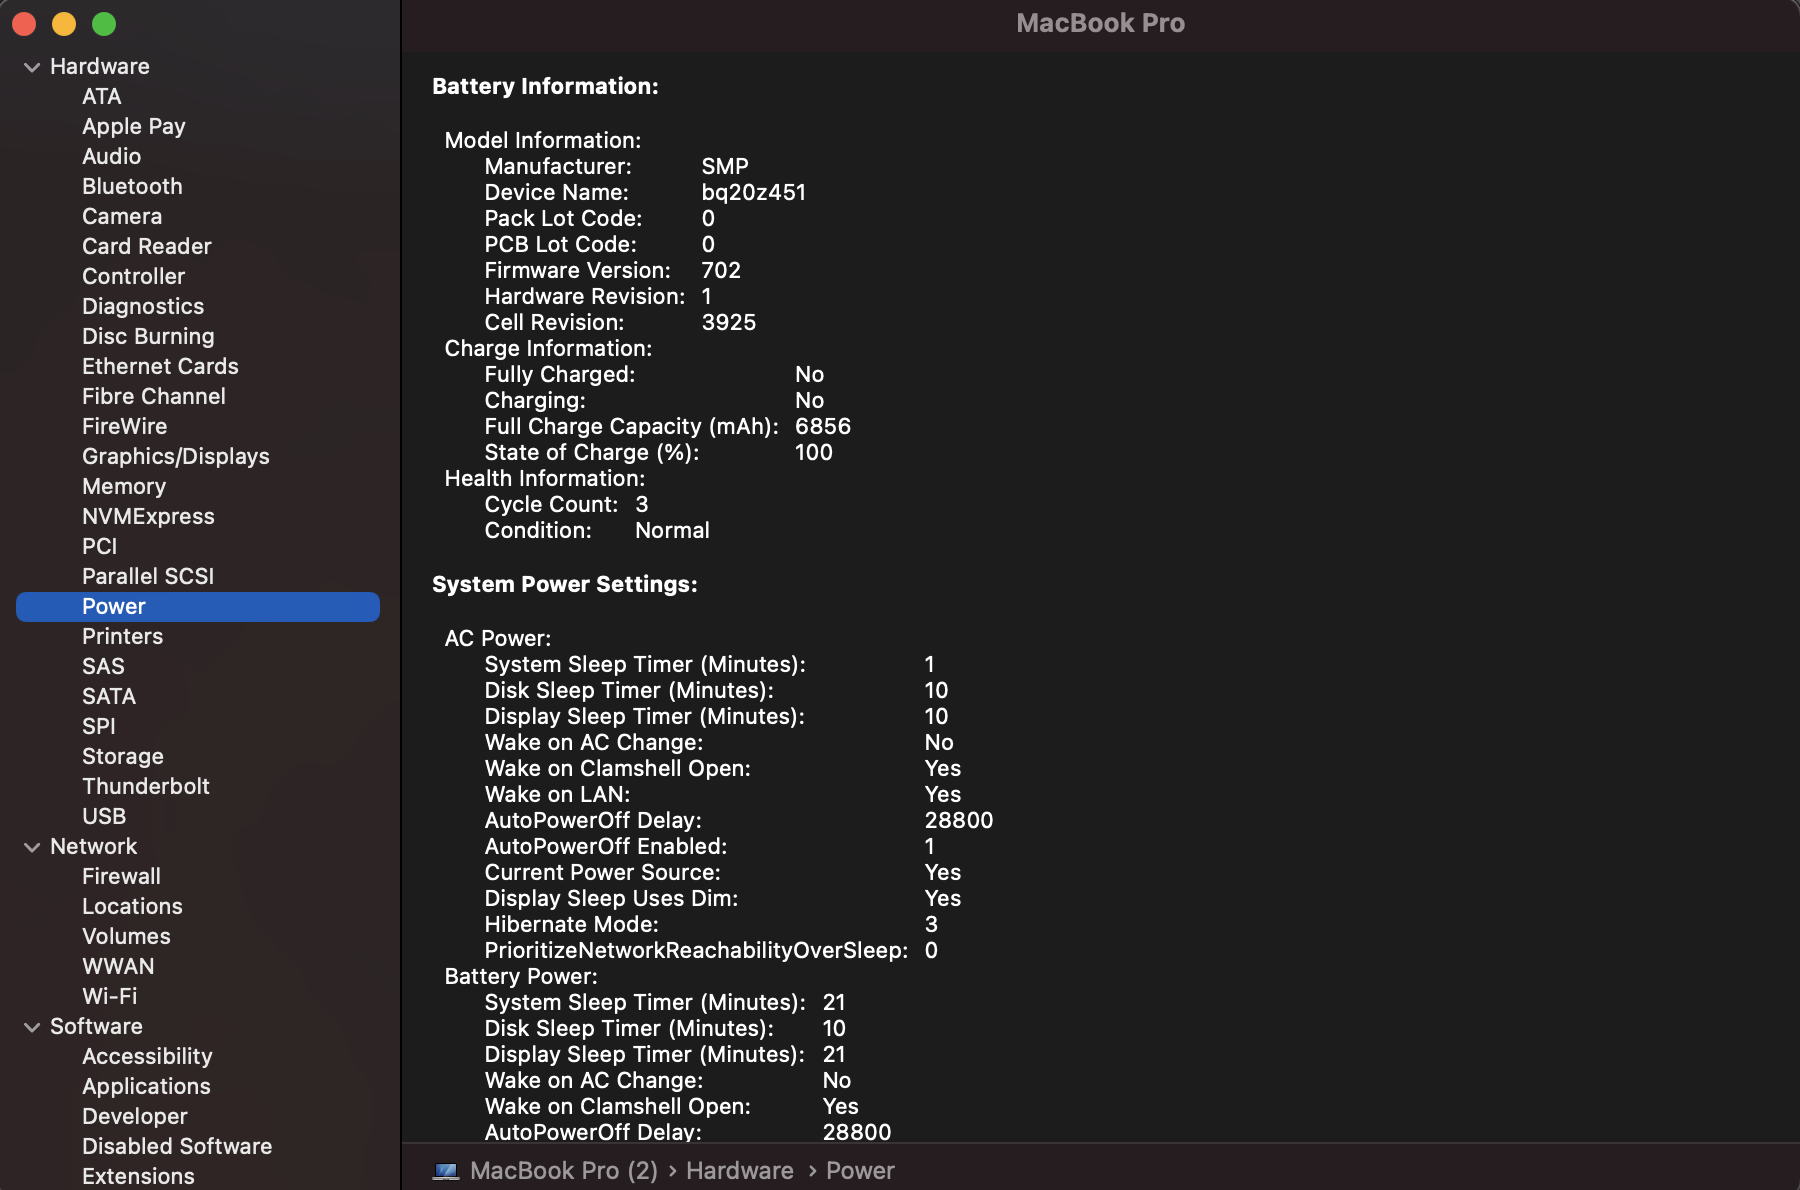 MacBook Pro
Hardware
ATA
Apple Pay
Audio
Bluetooth
Camera
Card Reader
Controller
Diagnostics
Disc Burning
Ethernet Cards
Fibre Channel
FireWire
Graphics/Displays
Memory
NVMExpress
PCI
Parallel SCSI
Power
Printers
SAS
SATA
SPI
Storage
Thunderbolt
USB
Network
Firewall
Locations
Volumes
WWAN
Wi-Fi
Software
Accessibility
Applications
Developer
Disabled Software
Extensions
Battery Information:
Model Information:
Manufacturer: SMP
Device Name: bq20z451
Pack Lot Code: 0
PCB Lot Code: 0
Firmware Version: 702
Hardware Revision: 1
Cell Revision: 3925
Charge Information:
Fully Charged: No
Charging: No
Full Charge Capacity (mAh): 6856
State of Charge (%): 100
Health Information:
Cycle Count: 3
Condition: Normal
System Power Settings:
AC Power:
System Sleep Timer (Minutes): 1
Disk Sleep Timer (Minutes): 10
Display Sleep Timer (Minutes): 10
Wake on AC Change: No
Wake on Clamshell Open: Yes
Wake on LAN: Yes
AutoPowerOff Delay: 28800
AutoPowerOff Enabled: 1
Current Power Source: Yes
Display Sleep Uses Dim: Yes
Hibernate Mode: 3
PrioritizeNetworkReachabilityOverSleep: 0
Battery Power:
System Sleep Timer (Minutes): 21
Disk Sleep Timer (Minutes): 10
Display Sleep Timer (Minutes): 21
Wake on AC Change: No
Wake on Clamshell Open: Yes
AutoPowerOff Delay: 28800
MacBook Pro (2) › Hardware › Power